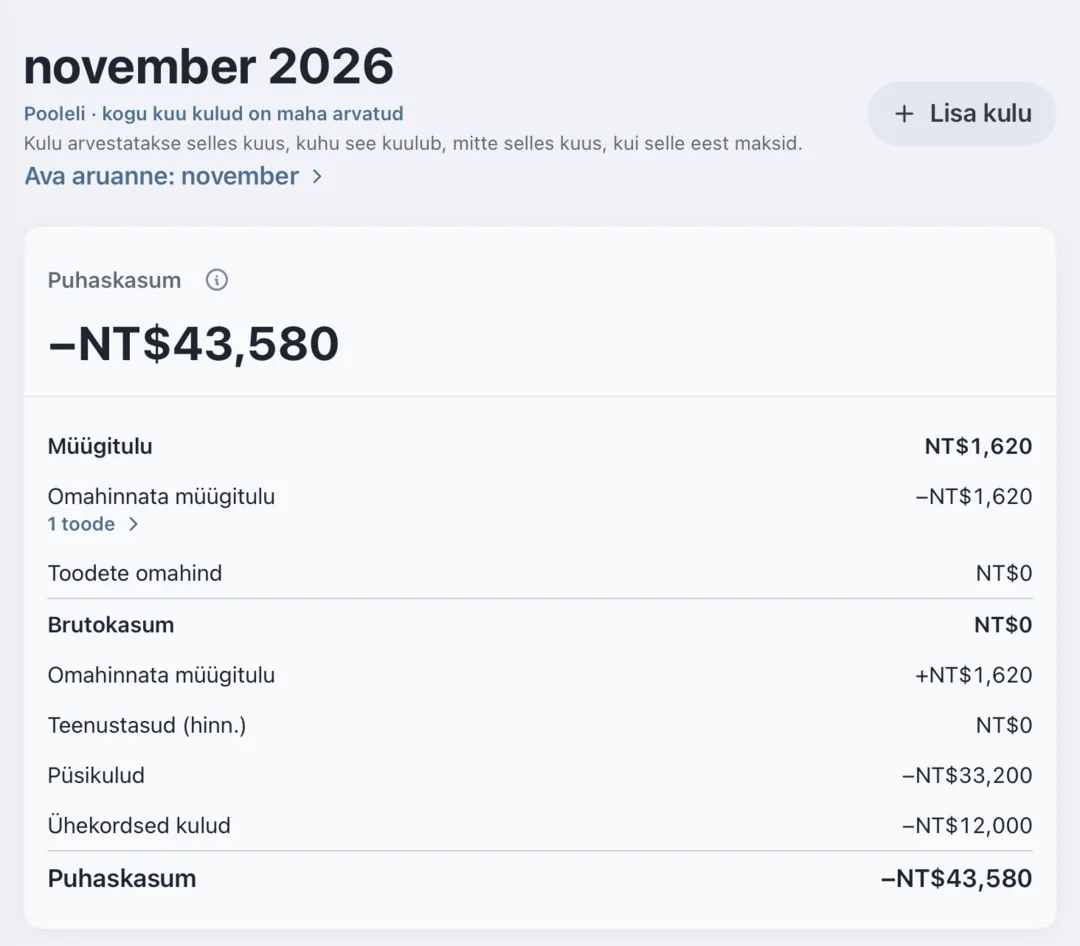 november 2026
Pooleli · kogu kuu kulud on maha arvatud
Kulu arvestatakse selles kuus, kuhu see kuulub, mitte selles kuus, kui selle eest maksid.
Ava aruanne: november
+ Lisa kulu
Puhaskasum
–NT$43,580
Müügitulu NT$1,620
Omahinnata müügitulu –NT$1,620
1 toode
Toodete omahind NT$0
Brutokasum NT$0
Omahinnata müügitulu +NT$1,620
Teenustasud (hinn.) NT$0
Püsikulud –NT$33,200
Ühekordsed kulud –NT$12,000
Puhaskasum –NT$43,580